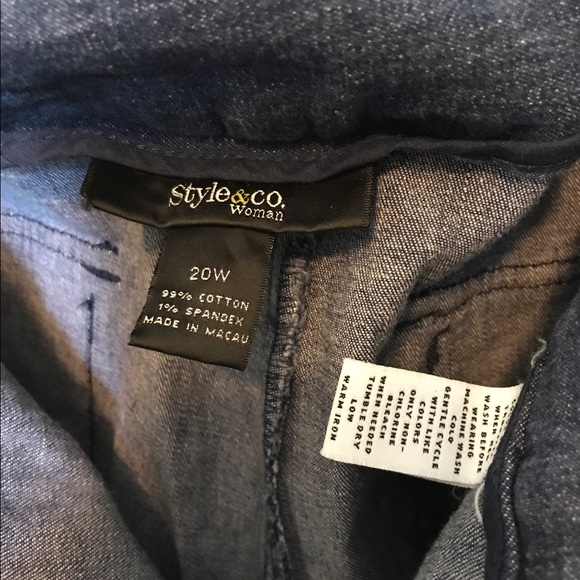 style&co.
Woman
20W
99% COTTON
1% SPANDEX
MADE IN MACAU
WHEN
WASH BEFORE
WEARING
MACHINE WASH
COLD
GENTLE CYCLE
WITH LIKE
COLORS
ONLY NON-
CHLORINE
BLEACH
WHEN NEEDED
TUMBLE DRY
LOW
WARM IRON